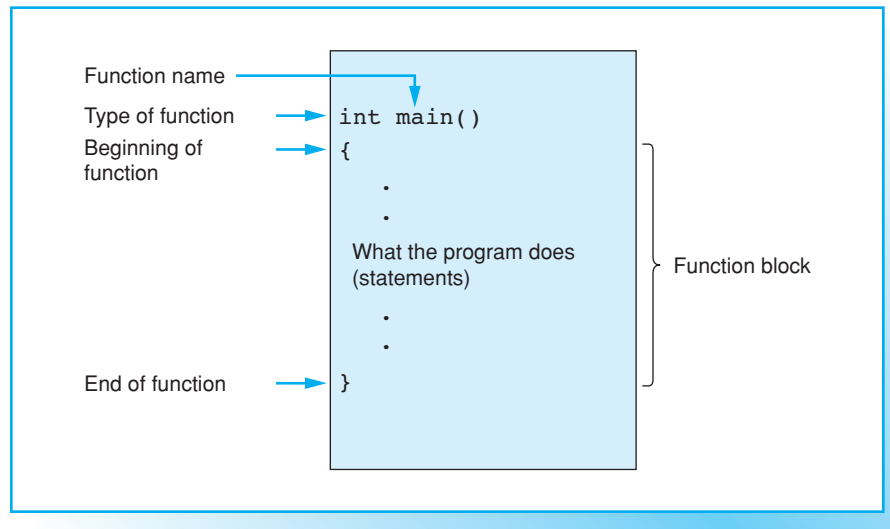 Function name
Type of function
int main()
Beginning of
function
{
.
.
What the program does
(statements)
Function block
.
.
End of function
}